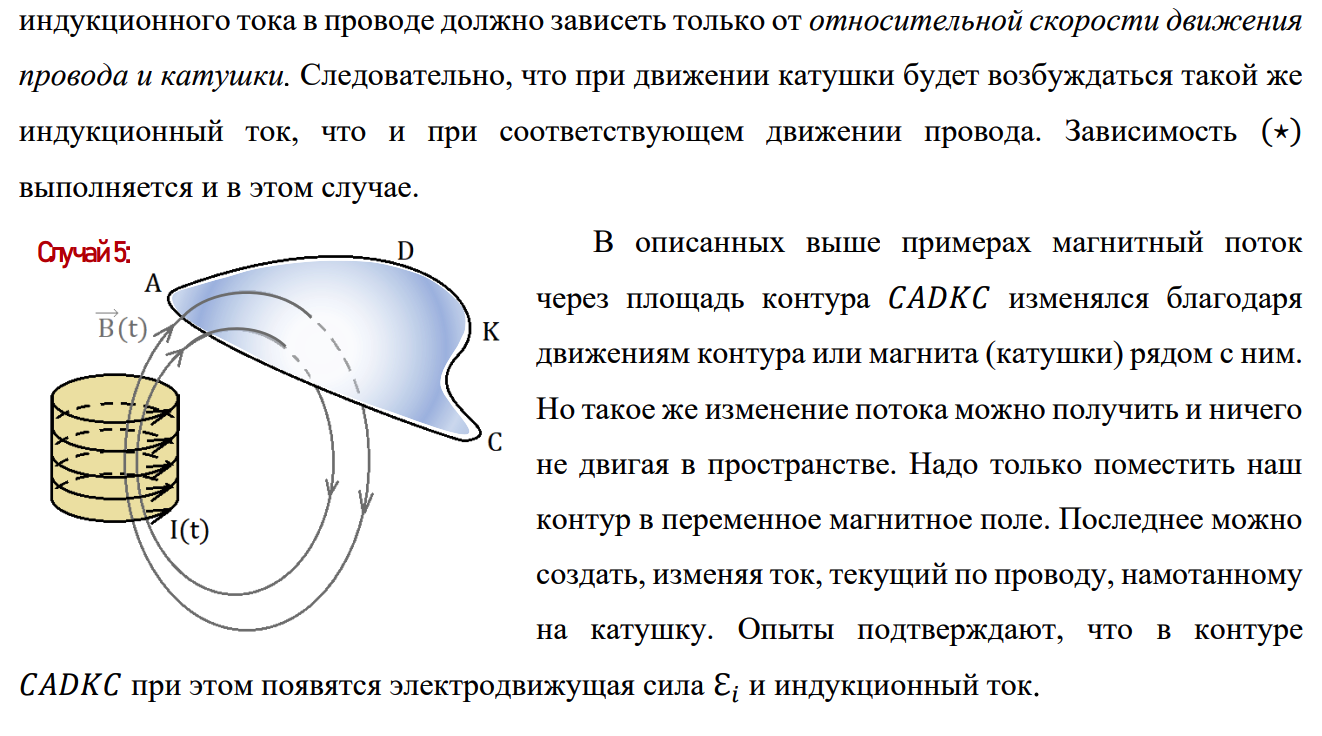 индукционного тока в проводе должно зависеть только от относительной скорости движения
провода и катушки. Следовательно, что при движении катушки будет возбуждаться такой же
индукционный ток, что и при соответствующем движении провода. Зависимость (⋆)
выполняется и в этом случае.
Случай 5:
A
D
K
C
B⃗(t)
I(t)
В описанных выше примерах магнитный поток
через площадь контура CADKC изменялся благодаря
движениям контура или магнита (катушки) рядом с ним.
Но такое же изменение потока можно получить и ничего
не двигая в пространстве. Надо только поместить наш
контур в переменное магнитное поле. Последнее можно
создать, изменяя ток, текущий по проводу, намотанному
на катушку. Опыты подтверждают, что в контуре
CADKC при этом появятся электродвижущая сила Ɛᵢ и индукционный ток.